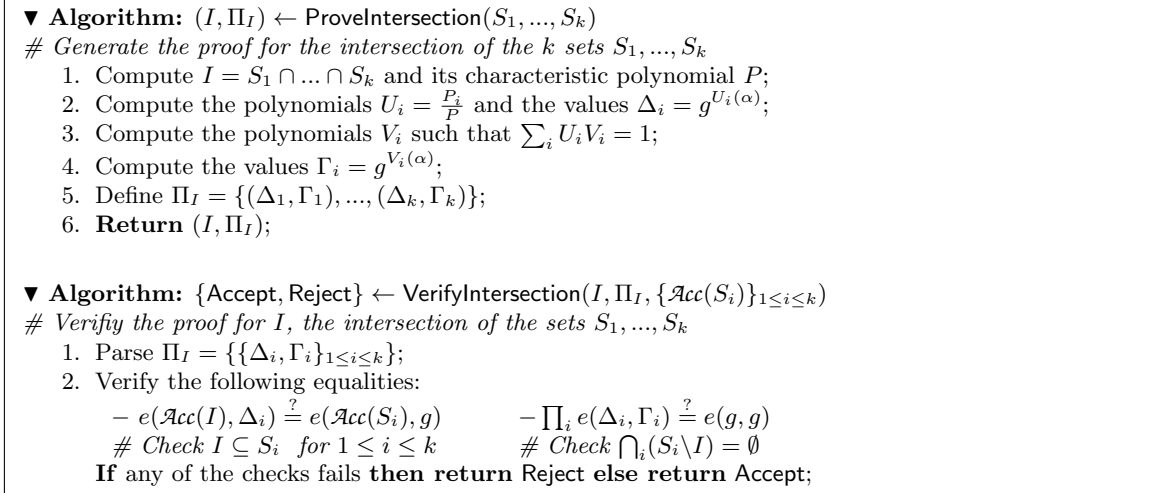 ▼ Algorithm: (I, Π_I) ← ProveIntersection(S_1, ..., S_k)
# Generate the proof for the intersection of the k sets S_1, ..., S_k
1. Compute I = S_1 ∩ ... ∩ S_k and its characteristic polynomial P;
2. Compute the polynomials U_i = P_i/P and the values Δ_i = g^{U_i(α)};
3. Compute the polynomials V_i such that ∑_i U_iV_i = 1;
4. Compute the values Γ_i = g^{V_i(α)};
5. Define Π_I = {(Δ_1, Γ_1), ..., (Δ_k, Γ_k)};
6. Return (I, Π_I);
▼ Algorithm: {Accept, Reject} ← VerifyIntersection(I, Π_I, {Acc(S_i)}_{1≤i≤k})
# Verifiy the proof for I, the intersection of the sets S_1, ..., S_k
1. Parse Π_I = {{Δ_i, Γ_i}_{1≤i≤k}};
2. Verify the following equalities:
− e(Acc(I), Δ_i) ≟ e(Acc(S_i), g) − ∏_i e(Δ_i, Γ_i) ≟ e(g, g)
# Check I ⊆ S_i for 1 ≤ i ≤ k # Check ⋂_i(S_i\I) = ∅
If any of the checks fails then return Reject else return Accept;